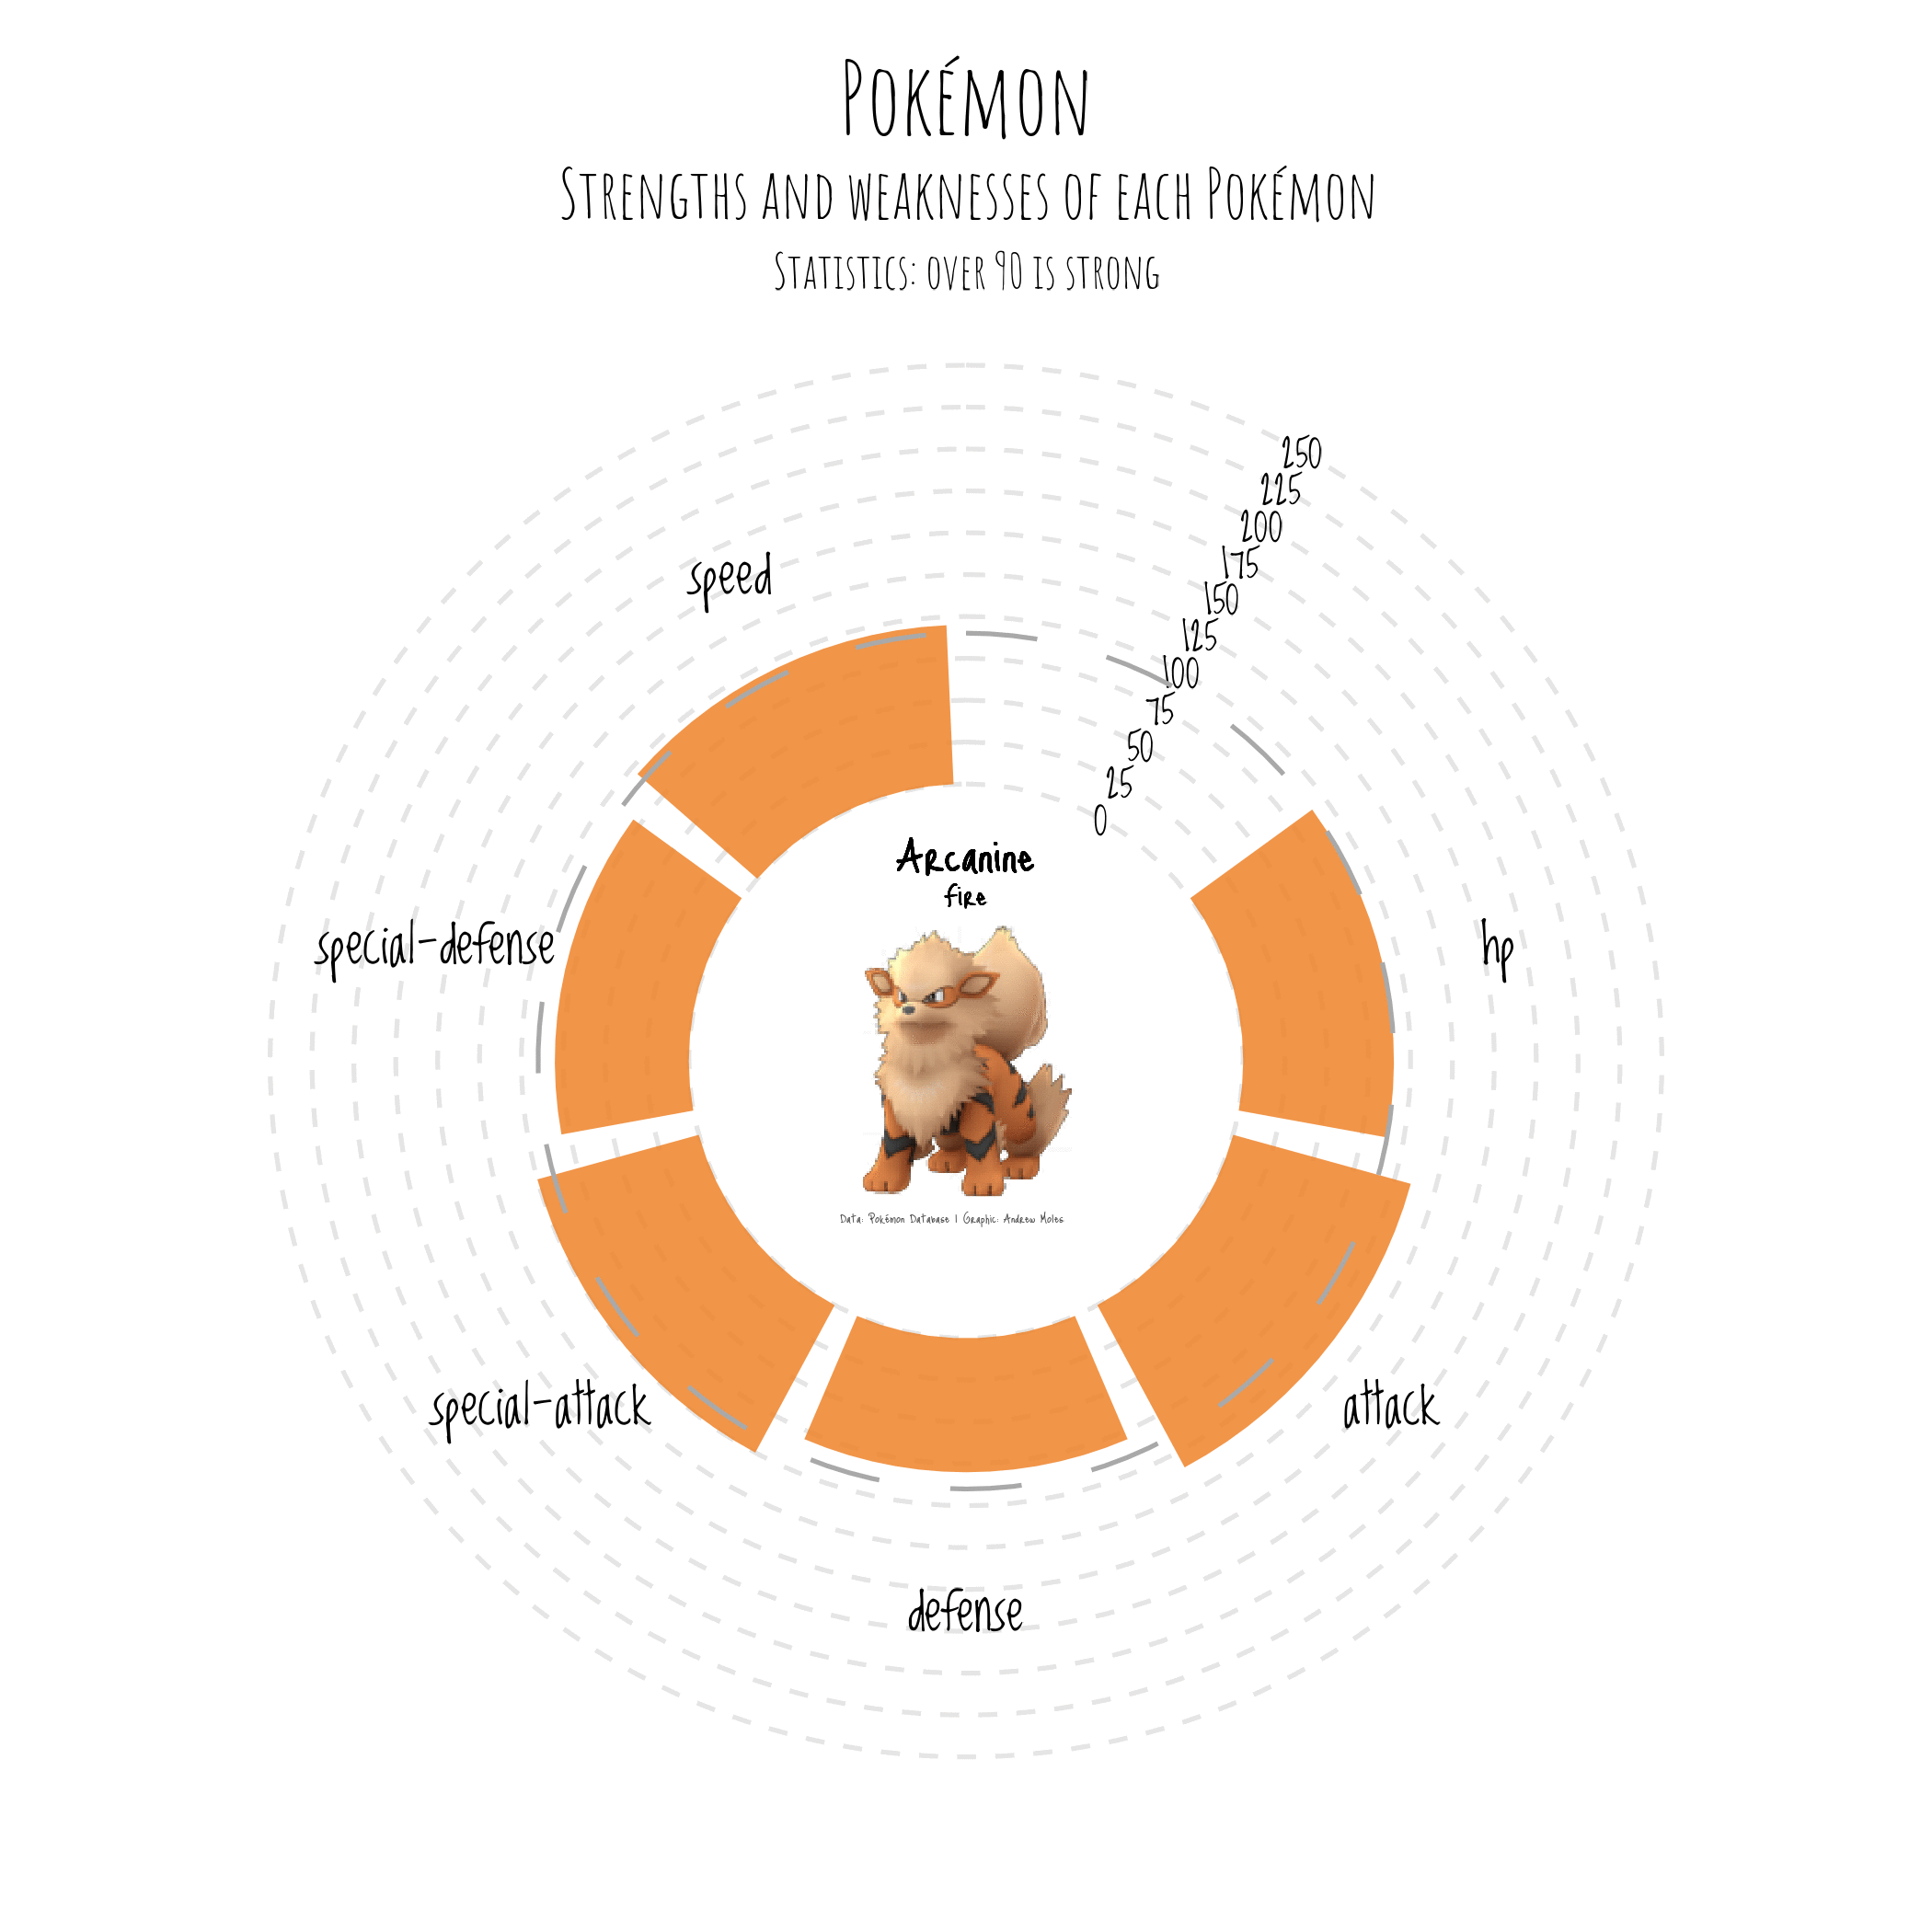 Pokémon
Strengths and weaknesses of each Pokémon
Statistics: over 90 is strong
250
225
200
175
150
125
100
75
50
25
0
speed
special-defense
hp
Arcanine
fire
Data: Pokémon Database | Graphic: Andrew Moles
special-attack
attack
defense